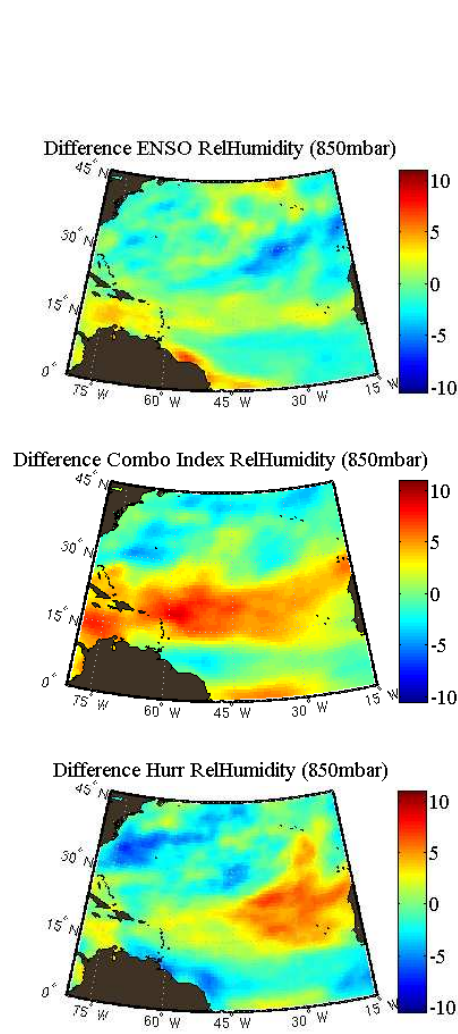 Difference ENSO RelHumidity (850mbar)
45° N
30° N
15° N
0°
75° W
60° W
45° W
30° W
15° W
10
5
0
-5
-10
Difference Combo Index RelHumidity (850mbar)
45° N
30° N
15° N
0°
75° W
60° W
45° W
30° W
15° W
10
5
0
-5
-10
Difference Hurr RelHumidity (850mbar)
45° N
30° N
15° N
0°
75° W
60° W
45° W
30° W
15° W
10
5
0
-5
-10